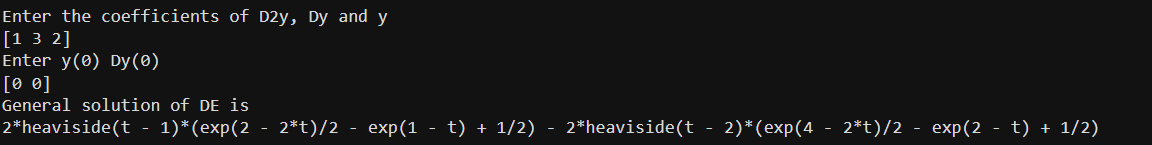 Enter the coefficients of D2y, Dy and y
[1 3 2]
Enter y(0) Dy(0)
[0 0]
General solution of DE is
2*heaviside(t - 1)*(exp(2 - 2*t)/2 - exp(1 - t) + 1/2) - 2*heaviside(t - 2)*(exp(4 - 2*t)/2 - exp(2 - t) + 1/2)